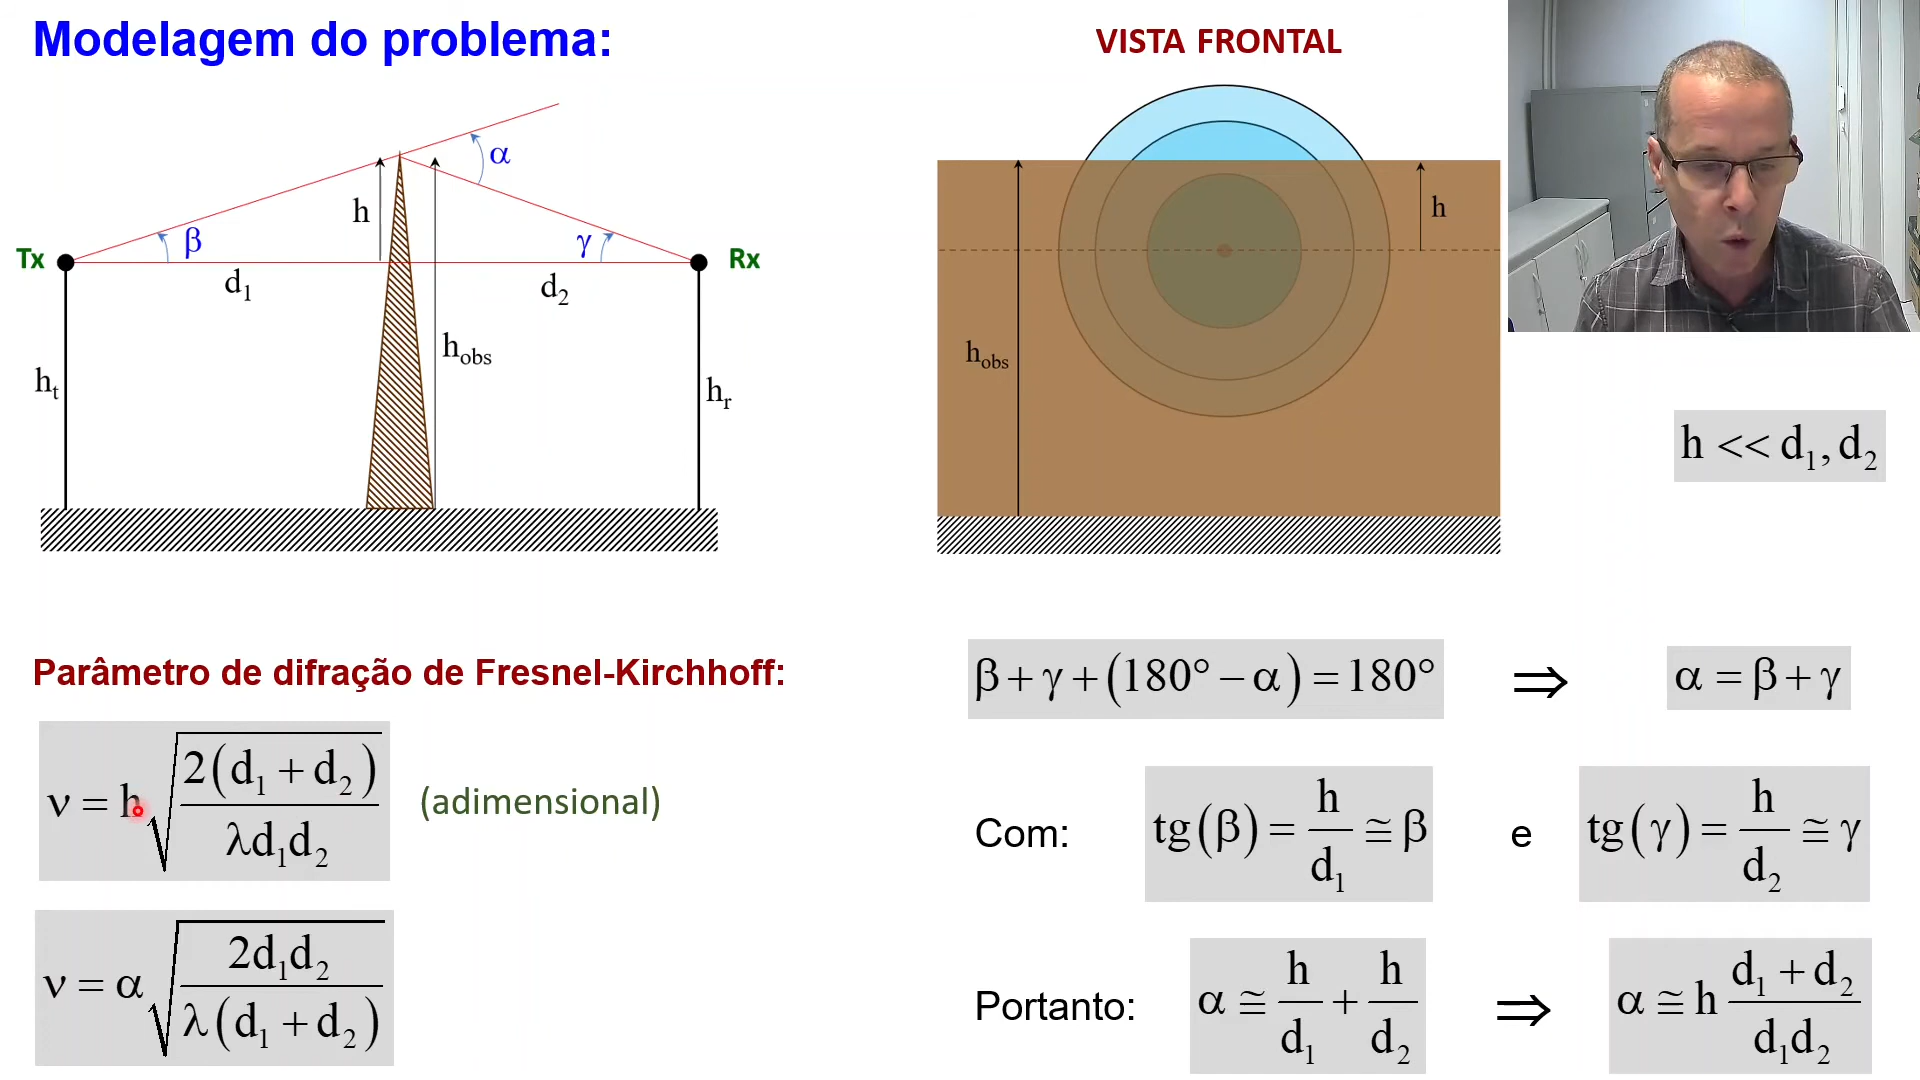 Modelagem do problema:
VISTA FRONTAL
α
h
β
γ
h
Tx
Rx
d₁
d₂
h_obs
h_obs
h_t
h_r
h << d₁, d₂
Parâmetro de difração de Fresnel-Kirchhoff:
β + γ + (180° − α) = 180° ⇒ α = β + γ
ν = h√(2(d₁ + d₂) / λd₁d₂) (adimensional)
Com: tg(β) = h/d₁ ≅ β e tg(γ) = h/d₂ ≅ γ
ν = α√(2d₁d₂ / λ(d₁ + d₂))
Portanto: α ≅ h/d₁ + h/d₂ ⇒ α ≅ h (d₁ + d₂)/d₁d₂